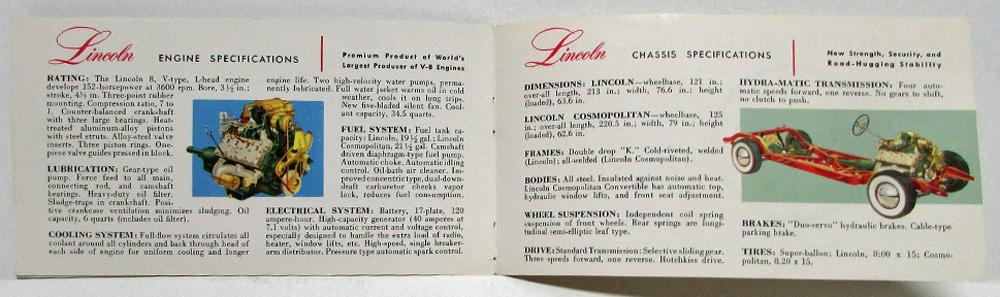 Lincoln ENGINE SPECIFICATIONS
Premium Product of World's
Largest Producer of V-8 Engines
RATING: The Lincoln 8, V-type, L-head engine
develops 152-horsepower at 3600 rpm. Bore, 3½ in.;
stroke, 4⅜ in. Three-point rubber
mounting. Compression ratio, 7 to
1. Counter-balanced crankshaft
with three large bearings. Heat-
treated aluminum-alloy pistons
with steel struts. Alloy-steel valve
inserts. Three piston rings. One-
piece valve guides pressed in block.
LUBRICATION: Gear-type oil
pump. Force feed to all main,
connecting rod, and camshaft
bearings. Heavy-duty oil filter.
Sludge-traps in crankshaft. Posi-
tive crankcase ventilation minimizes sludging. Oil
capacity, 6 quarts (includes oil filter).
COOLING SYSTEM: Full-flow system circulates all
coolant around all cylinders and back through head of
each side of engine for uniform cooling and longer
engine life. Two high-velocity water pumps, perma-
nently lubricated. Full water jacket warms oil in cold
weather, cools it on long trips.
New five-bladed silent fan. Cool-
ant capacity, 34.5 quarts.
FUEL SYSTEM: Fuel tank ca-
pacity: Lincoln, 19½ gal.; Lincoln
Cosmopolitan, 21½ gal. Camshaft
driven diaphragm-type fuel pump.
Automatic choke. Automatic idling
control. Oil-bath air cleaner. Im-
proved concentric type, dual-down-
draft carburetor checks vapor
lock, reduces fuel consumption.
ELECTRICAL SYSTEM: Battery, 17-plate, 120
ampere-hour. High-capacity generator (40 amperes at
7.1 volts) with automatic current and voltage control,
especially designed to handle the extra load of radio,
heater, window lifts, etc. High-speed, single breaker-
arm distributor. Pressure type automatic spark control.
Lincoln CHASSIS SPECIFICATIONS
New Strength, Security, and
Road-Hugging Stability
DIMENSIONS: LINCOLN—wheelbase, 121 in.;
over-all length, 213 in.; width, 76.6 in.; height
(loaded), 63.6 in.
LINCOLN COSMOPOLITAN—wheelbase, 125
in.; over-all length, 220.5 in.; width, 79 in.; height
(loaded), 62.6 in.
FRAMES: Double drop "K." Cold-riveted, welded
(Lincoln); all-welded (Lincoln Cosmopolitan).
BODIES: All steel. Insulated against noise and heat.
Lincoln Cosmopolitan Convertible has automatic top,
hydraulic window lifts, and front seat adjustment.
WHEEL SUSPENSION: Independent coil spring
suspension of front wheels. Rear springs are longi-
tudinal semi-elliptic leaf type.
DRIVE: Standard Transmission: Selective sliding gear.
Three speeds forward, one reverse. Hotchkiss drive.
HYDRA-MATIC TRANSMISSION: Four auto-
matic speeds forward, one reverse. No gears to shift,
no clutch to push.
BRAKES: "Duo-servo" hydraulic brakes. Cable-type
parking brake.
TIRES: Super-balloon; Lincoln, 8:00 x 15; Cosmo-
politan, 8.20 x 15.